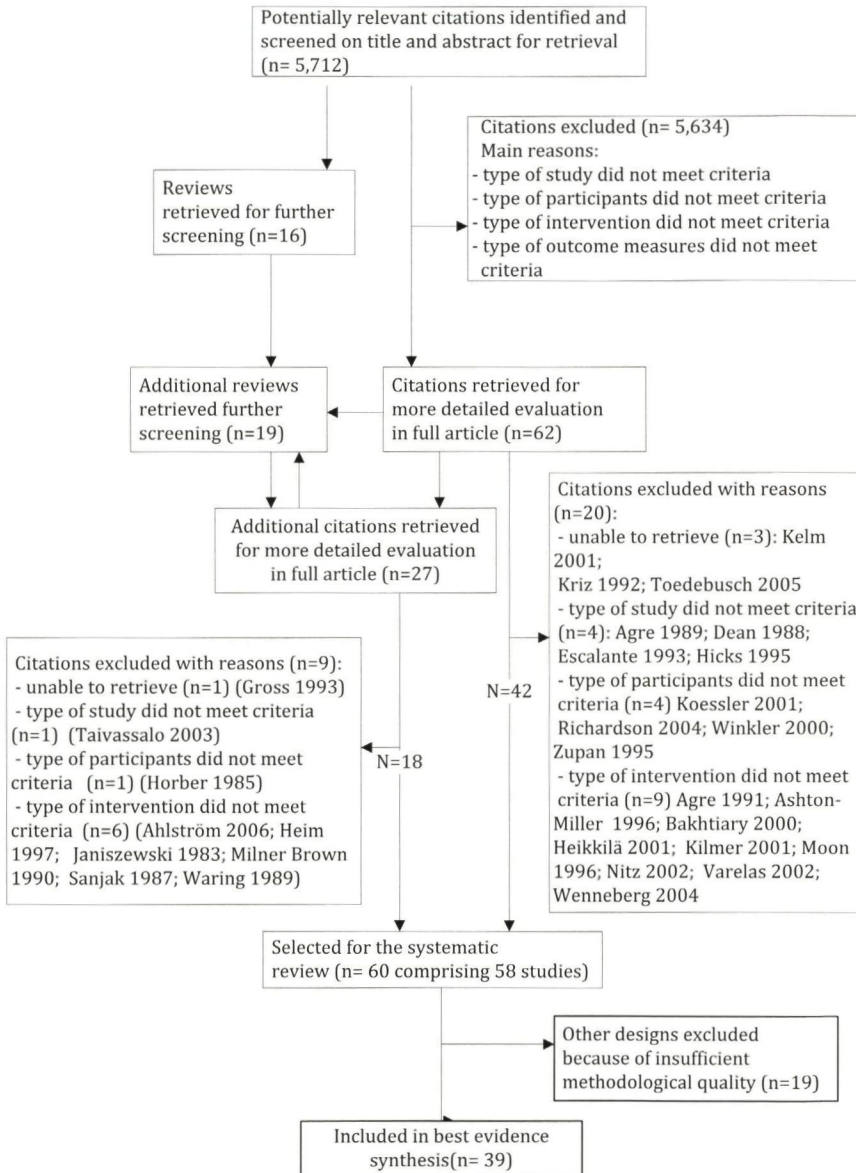 Potentially relevant citations identified and
screened on title and abstract for retrieval
(n= 5,712)
Citations excluded (n= 5,634)
Main reasons:
- type of study did not meet criteria
- type of participants did not meet criteria
- type of intervention did not meet criteria
- type of outcome measures did not meet
criteria
Reviews
retrieved for further
screening (n=16)
Additional reviews
retrieved further
screening (n=19)
Citations retrieved for
more detailed evaluation
in full article (n=62)
Additional citations retrieved
for more detailed evaluation
in full article (n=27)
Citations excluded with reasons
(n=20):
- unable to retrieve (n=3): Kelm
2001;
Kriz 1992; Toedebusch 2005
- type of study did not meet criteria
(n=4): Agre 1989; Dean 1988;
Escalante 1993; Hicks 1995
- type of participants did not meet
criteria (n=4) Koessler 2001;
Richardson 2004; Winkler 2000;
Zupan 1995
- type of intervention did not meet
criteria (n=9) Agre 1991; Ashton-
Miller 1996; Bakhtiary 2000;
Heikkilä 2001; Kilmer 2001; Moon
1996; Nitz 2002; Varelas 2002;
Wenneberg 2004
Citations excluded with reasons (n=9):
- unable to retrieve (n=1) (Gross 1993)
- type of study did not meet criteria
(n=1) (Taivassalo 2003)
- type of participants did not meet
criteria (n=1) (Horber 1985)
- type of intervention did not meet
criteria (n=6) (Ahlström 2006; Heim
1997; Janiszewski 1983; Milner Brown
1990; Sanjak 1987; Waring 1989)
N=18
N=42
Selected for the systematic
review (n= 60 comprising 58 studies)
Other designs excluded
because of insufficient
methodological quality (n=19)
Included in best evidence
synthesis(n= 39)